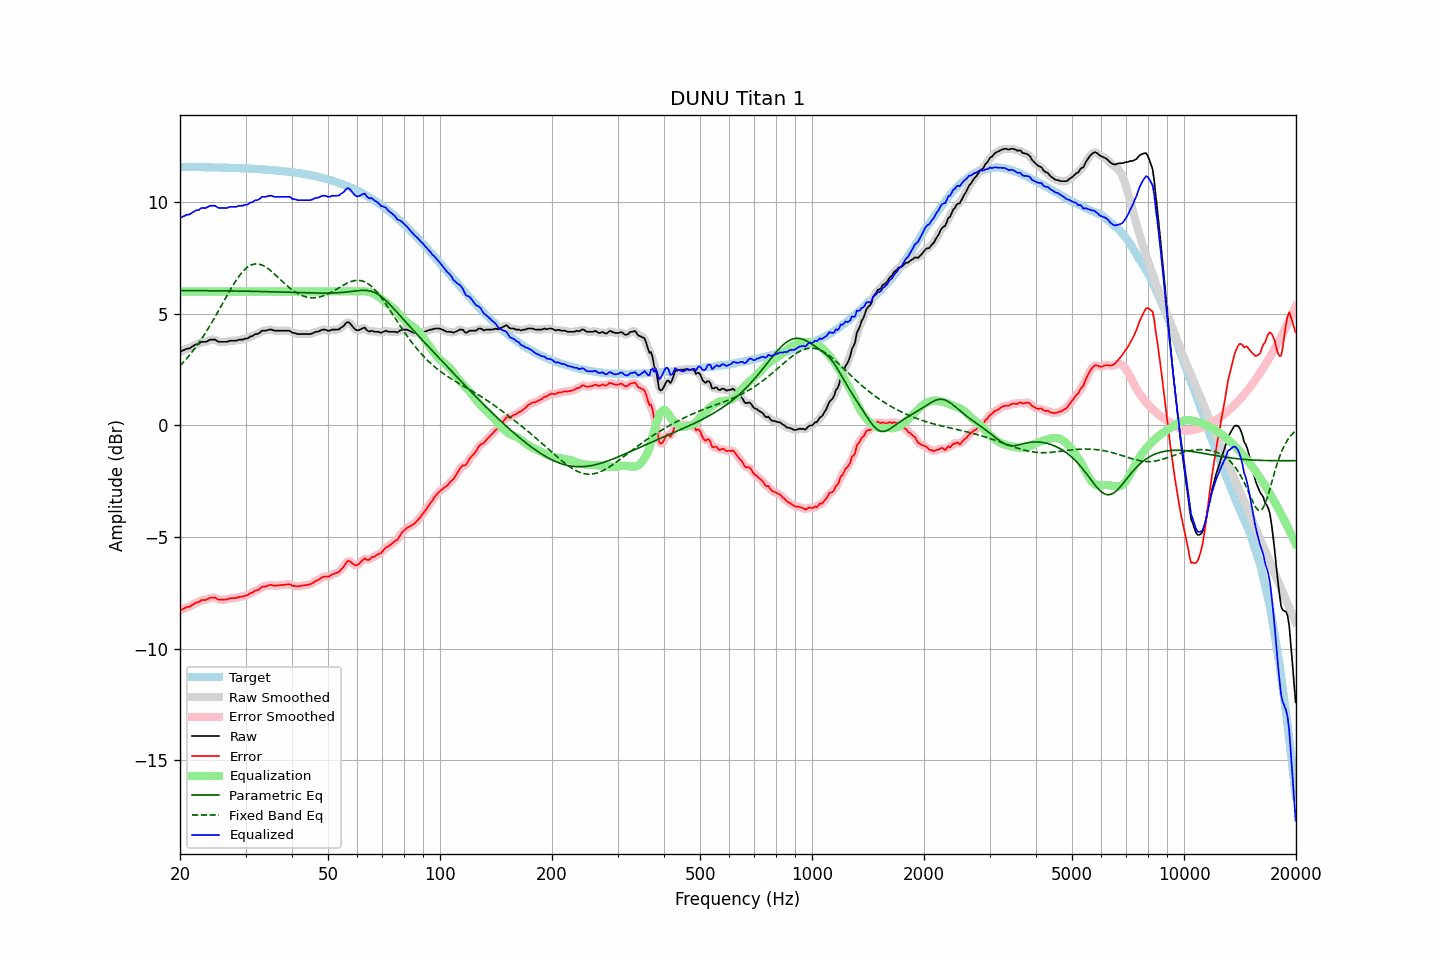 DUNU Titan 1
Amplitude (dBr)
10
5
0
−5
−10
−15
Target
Raw Smoothed
Error Smoothed
Raw
Error
Equalization
Parametric Eq
Fixed Band Eq
Equalized
20 50 100 200 500 1000 2000 5000 10000 20000
Frequency (Hz)